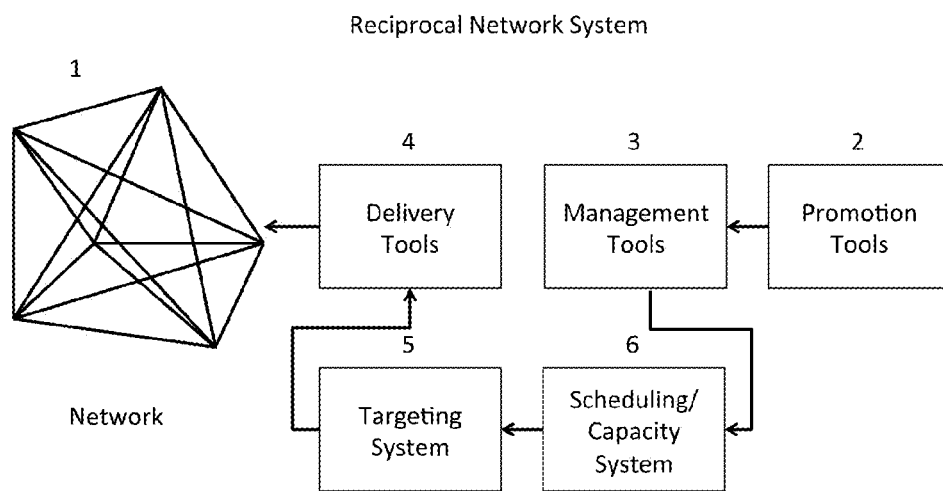 Reciprocal Network System
1
4
3
2
Delivery
Tools
Management
Tools
Promotion
Tools
5
6
Network
Targeting
System
Scheduling/
Capacity
System